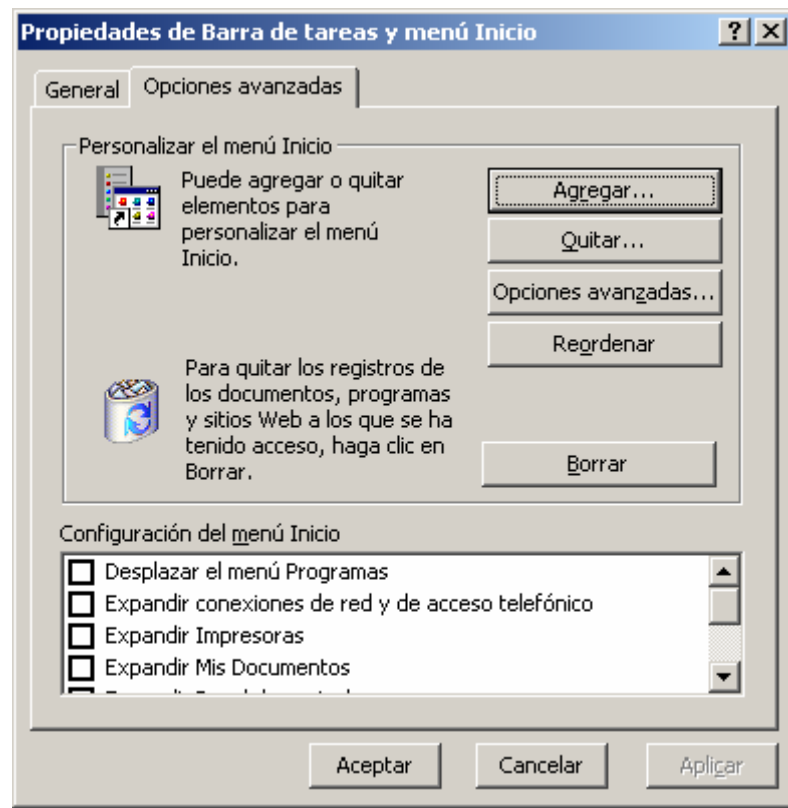 Propiedades de Barra de tareas y menú Inicio
General
Opciones avanzadas
Personalizar el menú Inicio
Puede agregar o quitar
elementos para
personalizar el menú
Inicio.
Agregar...
Quitar...
Opciones avanzadas...
Reordenar
Para quitar los registros de
los documentos, programas
y sitios Web a los que se ha
tenido acceso, haga clic en
Borrar.
Borrar
Configuración del menú Inicio
Desplazar el menú Programas
Expandir conexiones de red y de acceso telefónico
Expandir Impresoras
Expandir Mis Documentos
Aceptar
Cancelar
Aplicar